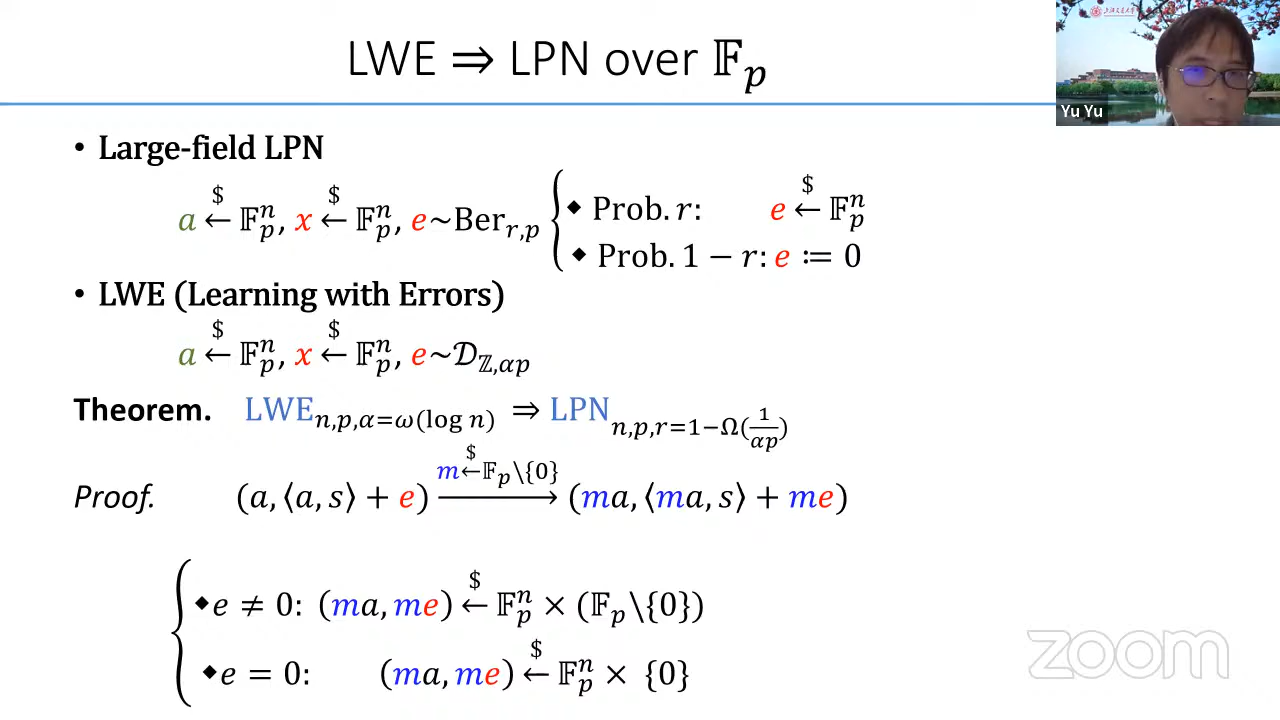 LWE ⇒ LPN over 𝔽_p
Yu Yu
• Large-field LPN
a ←^$ 𝔽_p^n, x ←^$ 𝔽_p^n, e~Ber_{r,p} { ◆ Prob. r: e ←^$ 𝔽_p^n
◆ Prob. 1 − r: e ≔ 0
• LWE (Learning with Errors)
a ←^$ 𝔽_p^n, x ←^$ 𝔽_p^n, e~𝒟_{ℤ,αp}
Theorem. LWE_{n,p,α=ω(log n)} ⇒ LPN_{n,p,r=1−Ω(1/αp)}
Proof. (a, ⟨a, s⟩ + e) →^{m ←^$ 𝔽_p\{0}} (ma, ⟨ma, s⟩ + me)
{ ◆e ≠ 0: (ma, me) ←^$ 𝔽_p^n × (𝔽_p\{0})
◆e = 0: (ma, me) ←^$ 𝔽_p^n × {0}
zoom